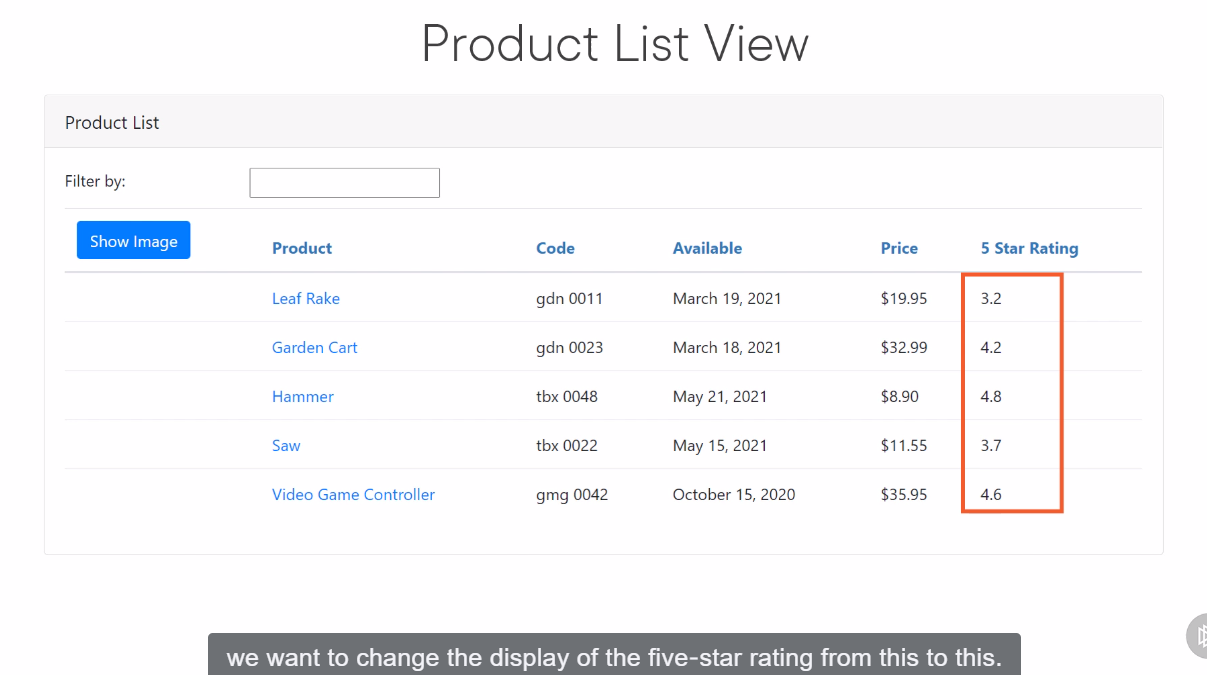 Product List View
Product List
Filter by:
Show Image Product Code Available Price 5 Star Rating
Leaf Rake gdn 0011 March 19, 2021 $19.95 3.2
Garden Cart gdn 0023 March 18, 2021 $32.99 4.2
Hammer tbx 0048 May 21, 2021 $8.90 4.8
Saw tbx 0022 May 15, 2021 $11.55 3.7
Video Game Controller gmg 0042 October 15, 2020 $35.95 4.6
we want to change the display of the five-star rating from this to this.